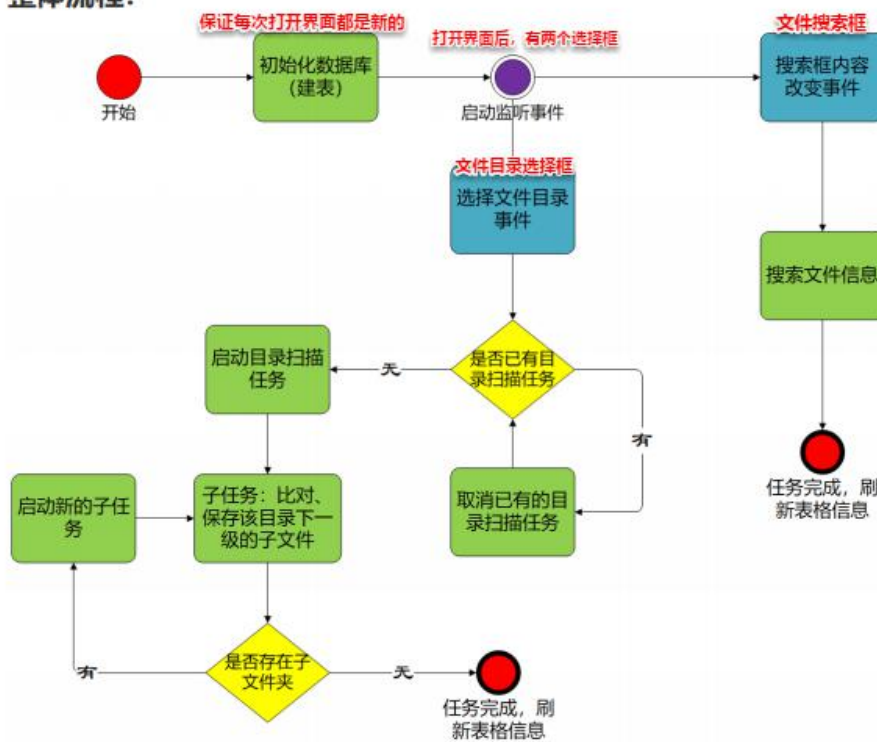 整体流程：
保证每次打开界面都是新的
打开界面后，有两个选择框
文件搜索框
初始化数据库
（建表）
搜索框内容
改变事件
开始
启动监听事件
文件目录选择框
选择文件目录
事件
搜索文件信息
启动目录扫描
任务
无
是否已有目
录扫描任务
有
启动新的子任
务
子任务：比对、
保存该目录下一
级的子文件
取消已有的目
录扫描任务
任务完成，刷
新表格信息
有
是否存在子
文件夹
无
任务完成，刷
新表格信息